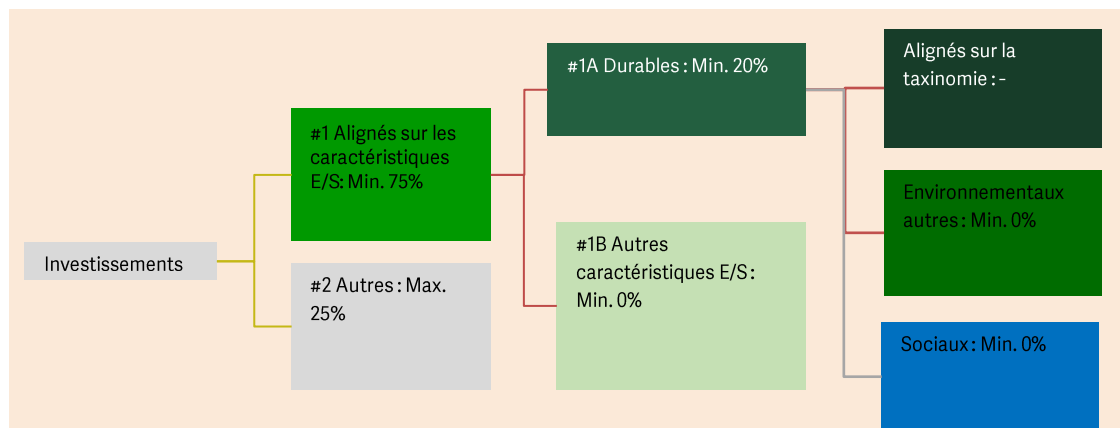 Investissements
#1 Alignés sur les
caractéristiques
E/S: Min. 75%
#2 Autres : Max.
25%
#1A Durables : Min. 20%
#1B Autres
caractéristiques E/S :
Min. 0%
Alignés sur la
taxinomie : -
Environnementaux
autres : Min. 0%
Sociaux : Min. 0%